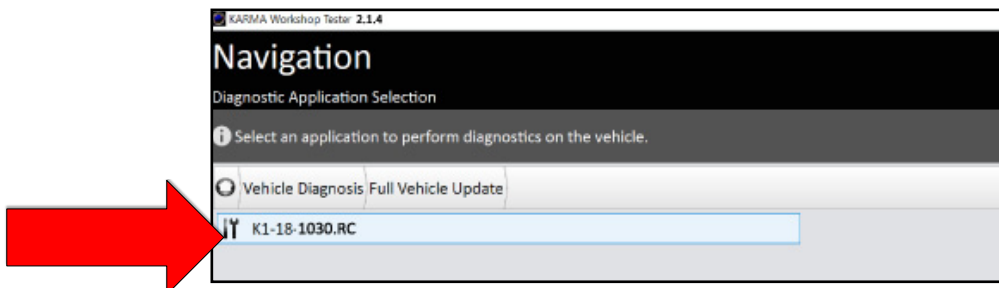 KARMA Workshop Tester 2.1.4
Navigation
Diagnostic Application Selection
Select an application to perform diagnostics on the vehicle.
Vehicle Diagnosis Full Vehicle Update
K1-18-1030.RC